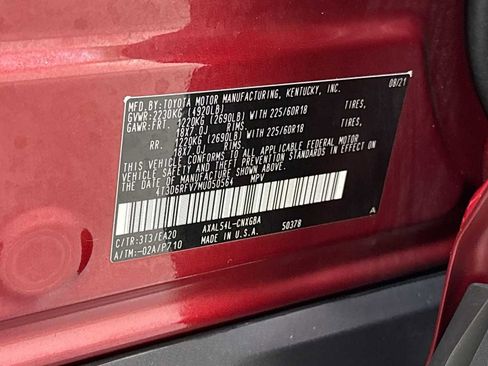 MFD.BY:TOYOTA MOTOR MANUFACTURING, KENTUCKY, INC. 08/21
GVWR:2230KG (4920LB)
GAWR:FRT. 1220KG (2690LB) WITH 225/60R18 TIRES,
18X7.0J RIMS
RR. 1220KG (2690LB) WITH 225/60R18 TIRES,
18X7.0J RIMS
THIS VEHICLE CONFORMS TO ALL APPLICABLE FEDERAL MOTOR
VEHICLE SAFETY AND THEFT PREVENTION STANDARDS IN EFFECT ON
THE DATE OF MANUFACTURE SHOWN ABOVE.
4T3D6RFV7MU050564 MPV
C/TR:3T3/EA20 AXAL54L-CNXGBA A
A/TM:-02A/P710 MADE IN U.S.A. 50378